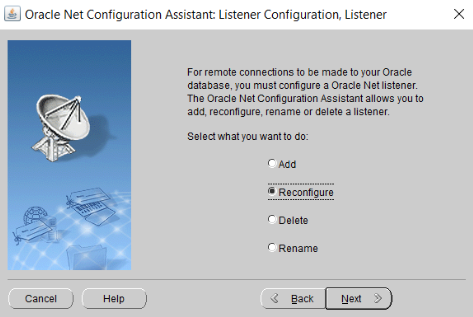 Oracle Net Configuration Assistant: Listener Configuration, Listener
For remote connections to be made to your Oracle
database, you must configure a Oracle Net listener.
The Oracle Net Configuration Assistant allows you to
add, reconfigure, rename or delete a listener.
Select what you want to do:
Add
Reconfigure
Delete
Rename
Cancel Help Back Next